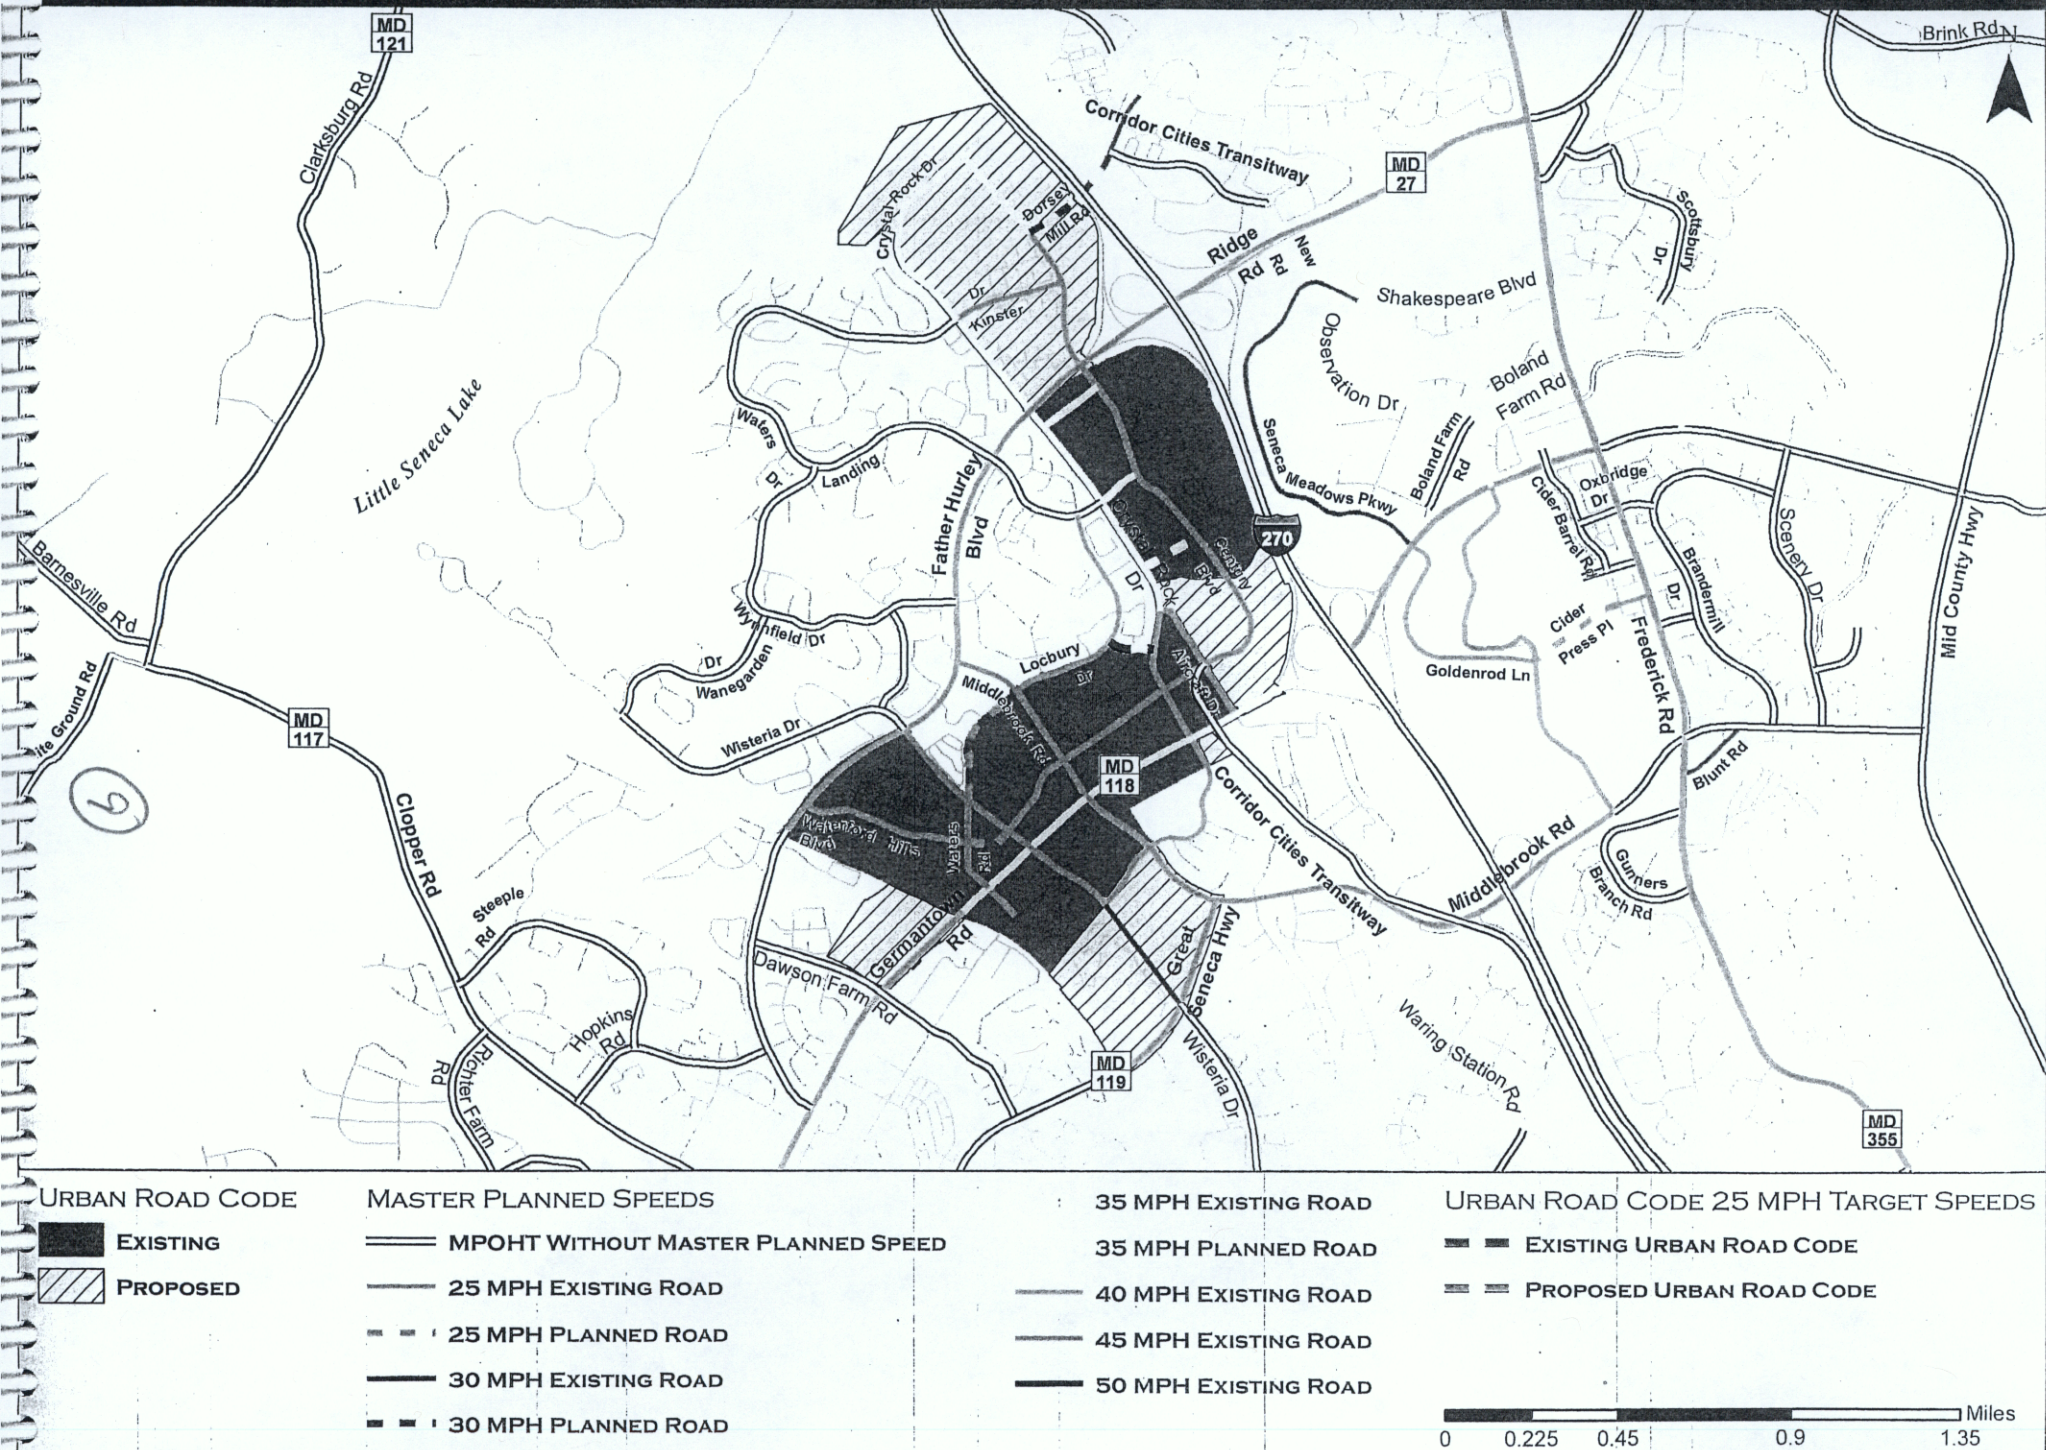 MD
121
Clarksburg Rd
Brink Rd
N
Corridor Cities Transitway
MD
27
Crystal Rock Dr
Dorsey
Mill Rd
Ridge
Rd
New
Rd
Scottsbury
Dr
Shakespeare Blvd
Dr
Kinster
Observation Dr
Boland
Farm Rd
Little Seneca Lake
Waters
Dr
Landing
Seneca
Meadows Pkwy
Boland Farm
Rd
Oxbridge
Dr
Cider Barrel Rd
Scenery Dr
Father Hurley
Blvd
Crystal Rock
Dr
Century
Blvd
270
Mid County Hwy
Barnesville Rd
Brandermill
Dr
Wynnfield Dr
Cider
Press Pl
Frederick Rd
ite Ground Rd
Dr
Wanegarden
Locbury
Dr
Aircraft Dr
Goldenrod Ln
Middlebrook Rd
MD
117
Wisteria Dr
MD
118
Blunt Rd
9
Clopper Rd
Waterford Hills
Blvd
Waters
Rd
Corridor Cities Transitway
Middlebrook Rd
Gunners
Branch Rd
Steeple
Rd
Germantown
Rd
Great
Seneca Hwy
Dawson Farm Rd
Hopkins
Rd
Richter Farm
Rd
Waring Station Rd
Wisteria Dr
MD
119
MD
355
URBAN ROAD CODE
EXISTING
PROPOSED
MASTER PLANNED SPEEDS
MPOHT WITHOUT MASTER PLANNED SPEED
25 MPH EXISTING ROAD
25 MPH PLANNED ROAD
30 MPH EXISTING ROAD
30 MPH PLANNED ROAD
35 MPH EXISTING ROAD
35 MPH PLANNED ROAD
40 MPH EXISTING ROAD
45 MPH EXISTING ROAD
50 MPH EXISTING ROAD
URBAN ROAD CODE 25 MPH TARGET SPEEDS
EXISTING URBAN ROAD CODE
PROPOSED URBAN ROAD CODE
Miles
0 0.225 0.45 0.9 1.35